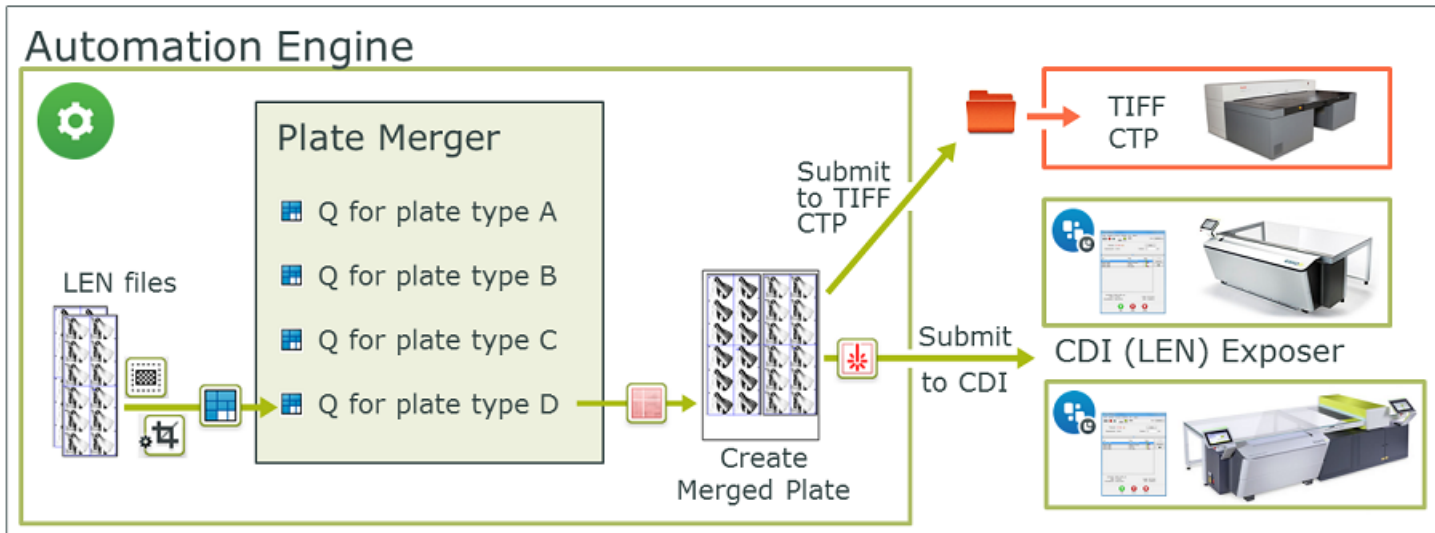 Automation Engine
Plate Merger
Q for plate type A
Q for plate type B
Q for plate type C
Q for plate type D
LEN files
Create
Merged Plate
Submit
to TIFF
CTP
TIFF
CTP
Submit
to CDI
CDI (LEN) Exposer